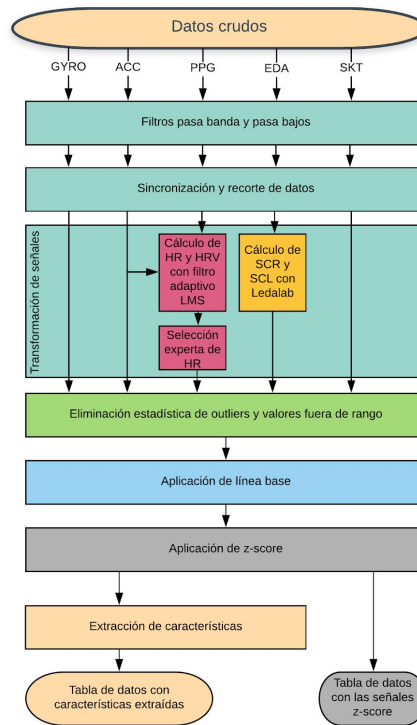 Datos crudos
GYRO
ACC
PPG
EDA
SKT
Filtros pasa banda y pasa bajos
Sincronización y recorte de datos
Transformación de señales
Cálculo de
HR y HRV
con filtro
adaptivo
LMS
Cálculo de
SCR y
SCL con
Ledalab
Selección
experta de
HR
Eliminación estadística de outliers y valores fuera de rango
Aplicación de línea base
Aplicación de z-score
Extracción de características
Tabla de datos con
características extraídas
Tabla de datos
con las señales
z-score